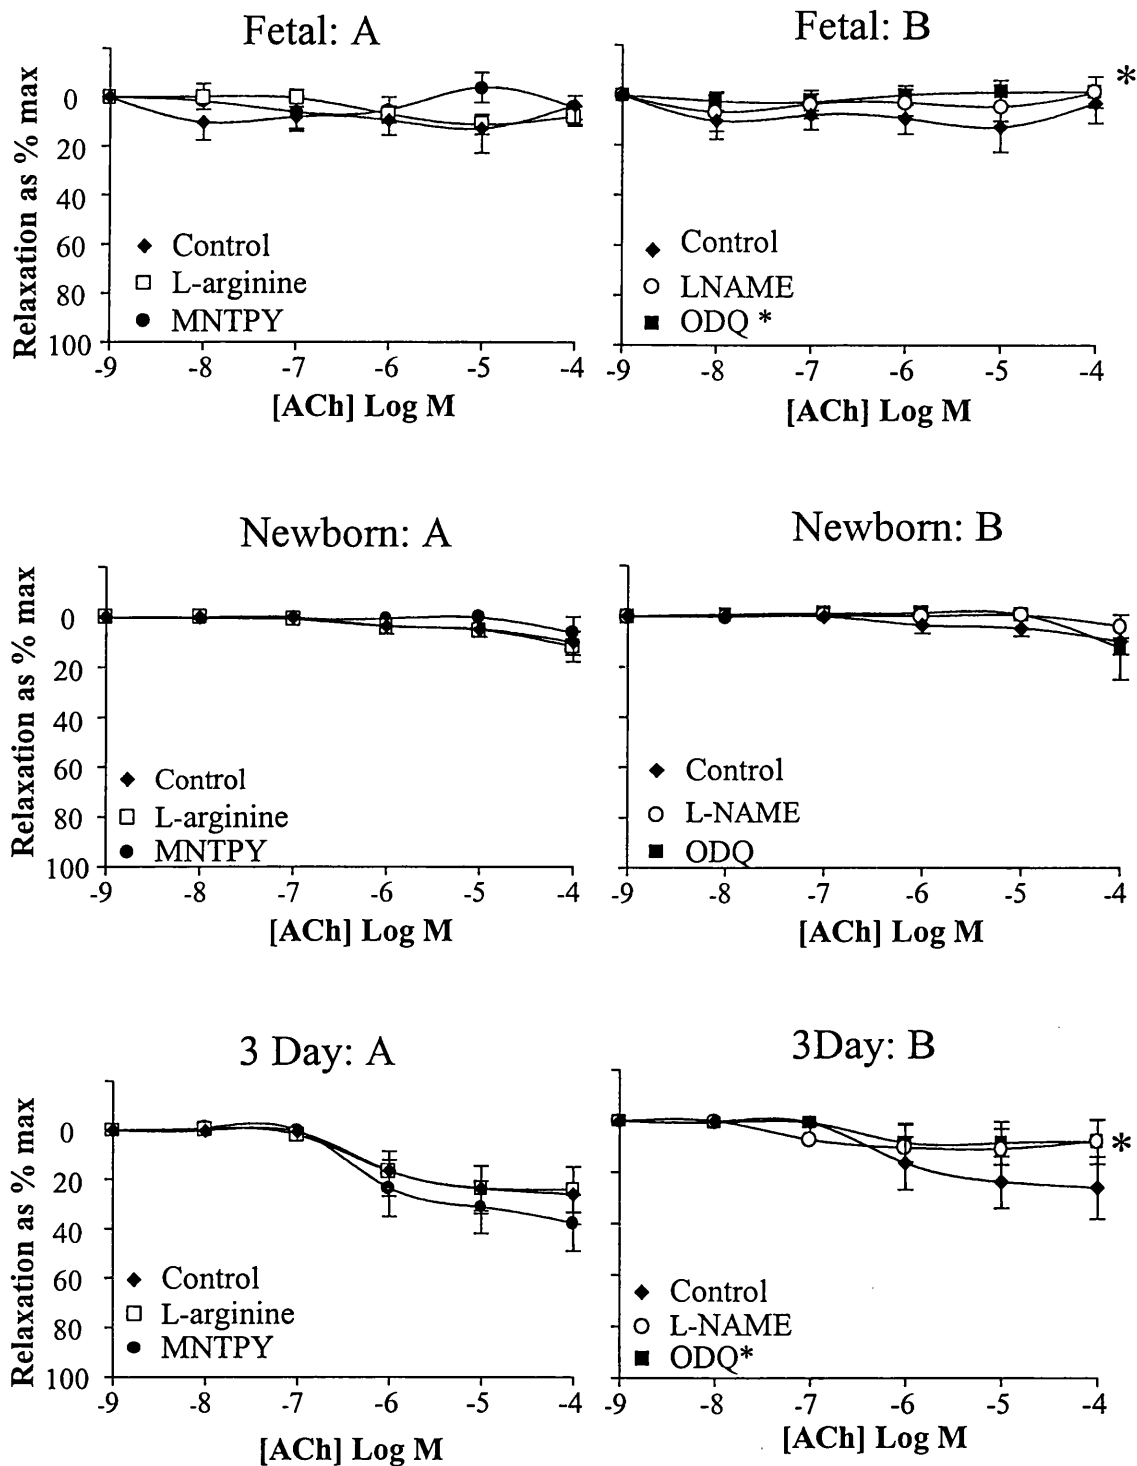 Fetal: A
Relaxation as % max
0
20
40
60
80
100
Control
L-arginine
MNTPY
-9 -8 -7 -6 -5 -4
[ACh] Log M
Fetal: B
*
Control
LNAME
ODQ *
-9 -8 -7 -6 -5 -4
[ACh] Log M
Newborn: A
Relaxation as % max
0
20
40
60
80
100
Control
L-arginine
MNTPY
-9 -8 -7 -6 -5 -4
[ACh] Log M
Newborn: B
Control
L-NAME
ODQ
-9 -8 -7 -6 -5 -4
[ACh] Log M
3 Day: A
Relaxation as % max
0
20
40
60
80
100
Control
L-arginine
MNTPY
-9 -8 -7 -6 -5 -4
[ACh] Log M
3Day: B
*
Control
L-NAME
ODQ*
-9 -8 -7 -6 -5 -4
[ACh] Log M